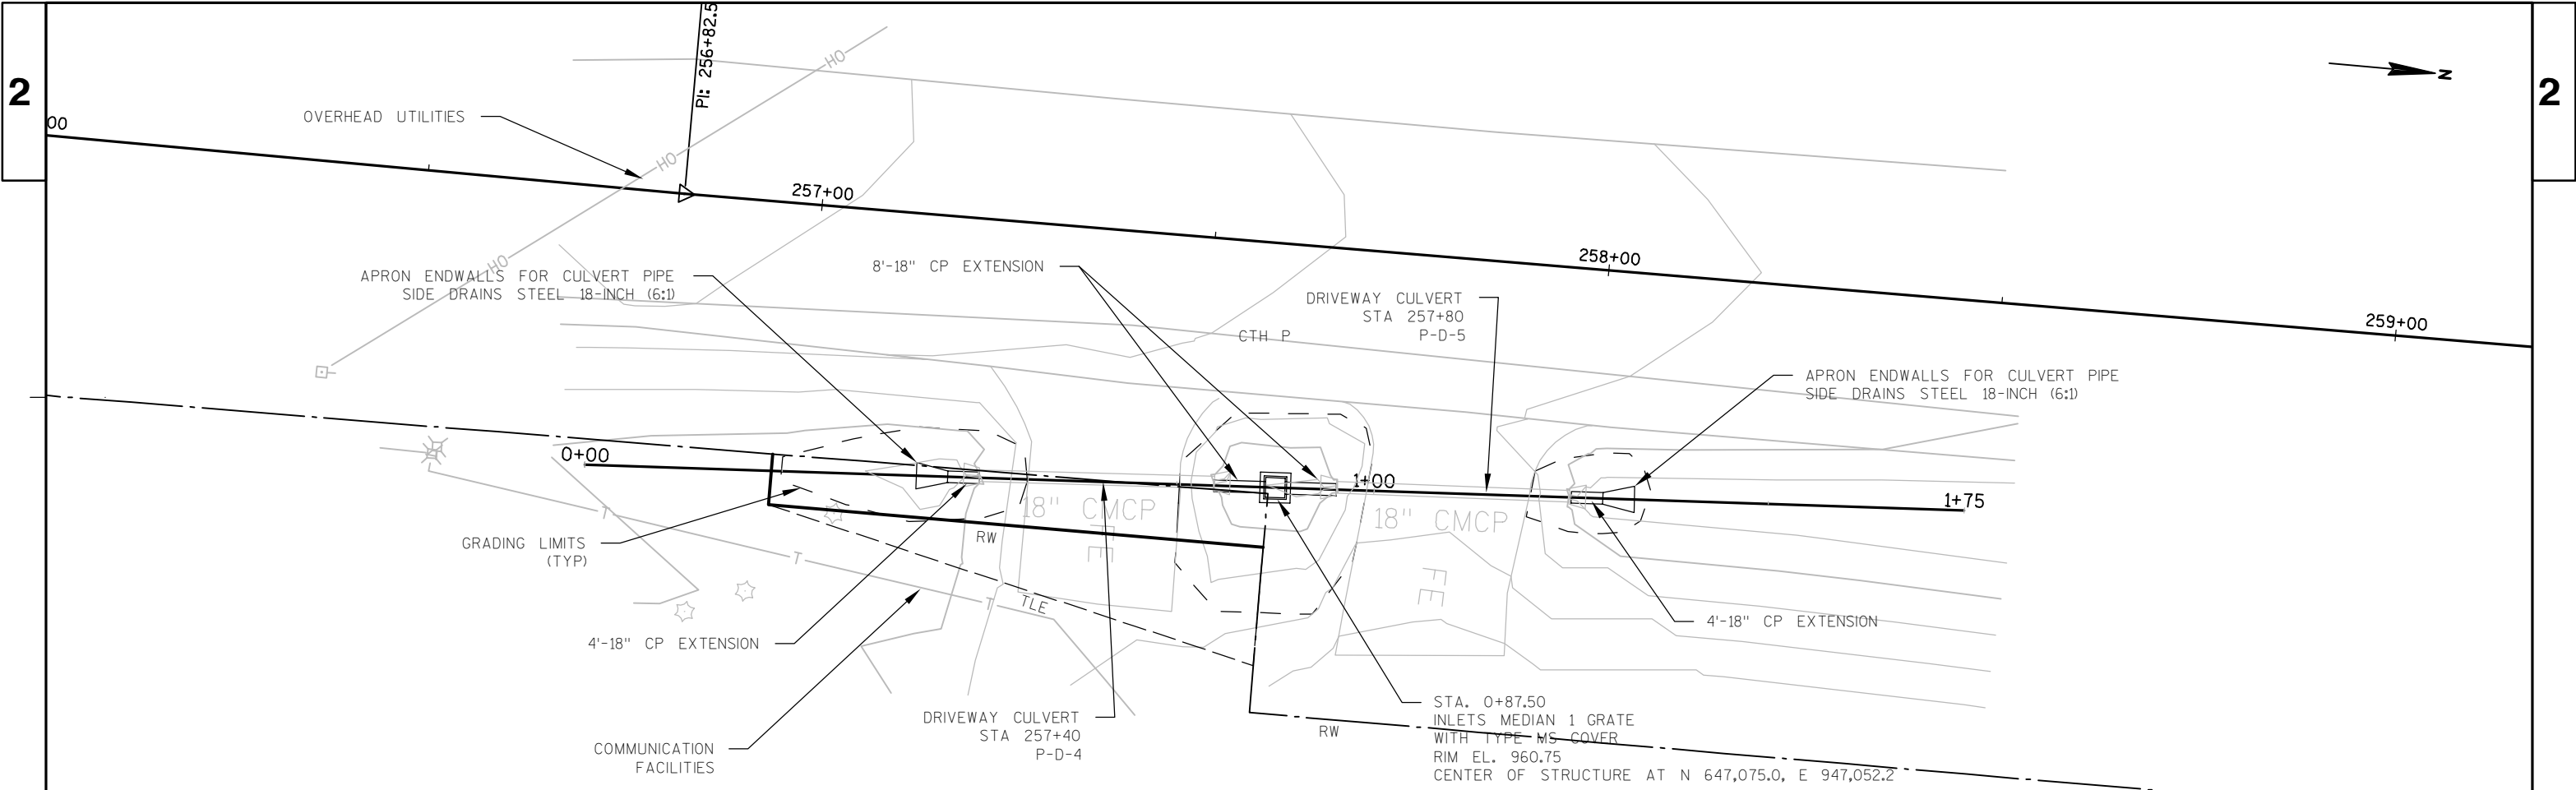 2
2
PI: 256+82.5
HO
HO
HO
N
OO
OVERHEAD UTILITIES
257+00
258+00
259+00
APRON ENDWALLS FOR CULVERT PIPE
SIDE DRAINS STEEL 18-INCH (6:1)
8'-18" CP EXTENSION
DRIVEWAY CULVERT
STA 257+80
P-D-5
CTH P
APRON ENDWALLS FOR CULVERT PIPE
SIDE DRAINS STEEL 18-INCH (6:1)
0+00
1+00
1+75
18" CMCP
18" CMCP
FE
FE
GRADING LIMITS
(TYP)
RW
T
T
T
TLE
4'-18" CP EXTENSION
4'-18" CP EXTENSION
COMMUNICATION
FACILITIES
DRIVEWAY CULVERT
STA 257+40
P-D-4
RW
STA. 0+87.50
INLETS MEDIAN 1 GRATE
WITH TYPE MS COVER
RIM EL. 960.75
CENTER OF STRUCTURE AT N 647,075.0, E 947,052.2